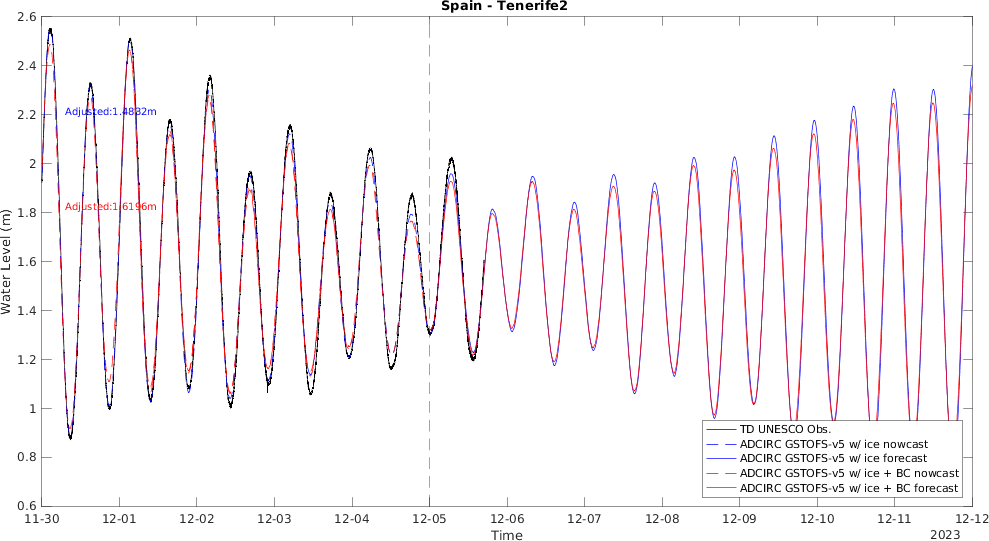 Spain - Tenerife2
2.6
2.4
2.2
2
1.8
1.6
1.4
1.2
1
0.8
0.6
Water Level (m)
Adjusted:1.4832m
Adjusted:1.6196m
TD UNESCO Obs.
ADCIRC GSTOFS-v5 w/ ice nowcast
ADCIRC GSTOFS-v5 w/ ice forecast
ADCIRC GSTOFS-v5 w/ ice + BC nowcast
ADCIRC GSTOFS-v5 w/ ice + BC forecast
11-30 12-01 12-02 12-03 12-04 12-05 12-06 12-07 12-08 12-09 12-10 12-11 12-12
Time
2023